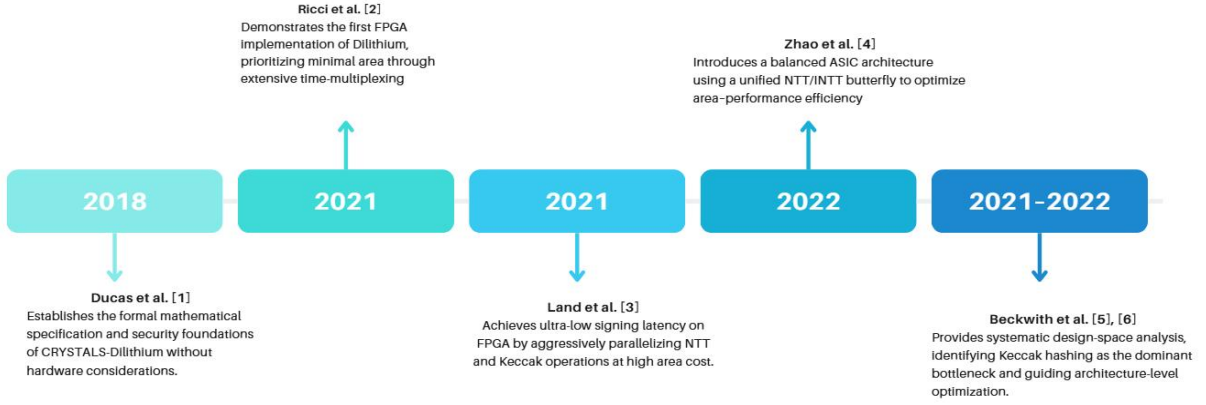 Ricci et al. [2]
Demonstrates the first FPGA
implementation of Dilithium,
prioritizing minimal area through
extensive time-multiplexing
Zhao et al. [4]
Introduces a balanced ASIC architecture
using a unified NTT/INTT butterfly to optimize
area–performance efficiency
2018
2021
2021
2022
2021–2022
Ducas et al. [1]
Establishes the formal mathematical
specification and security foundations
of CRYSTALS-Dilithium without
hardware considerations.
Land et al. [3]
Achieves ultra-low signing latency on
FPGA by aggressively parallelizing NTT
and Keccak operations at high area cost.
Beckwith et al. [5], [6]
Provides systematic design-space analysis,
identifying Keccak hashing as the dominant
bottleneck and guiding architecture-level
optimization.